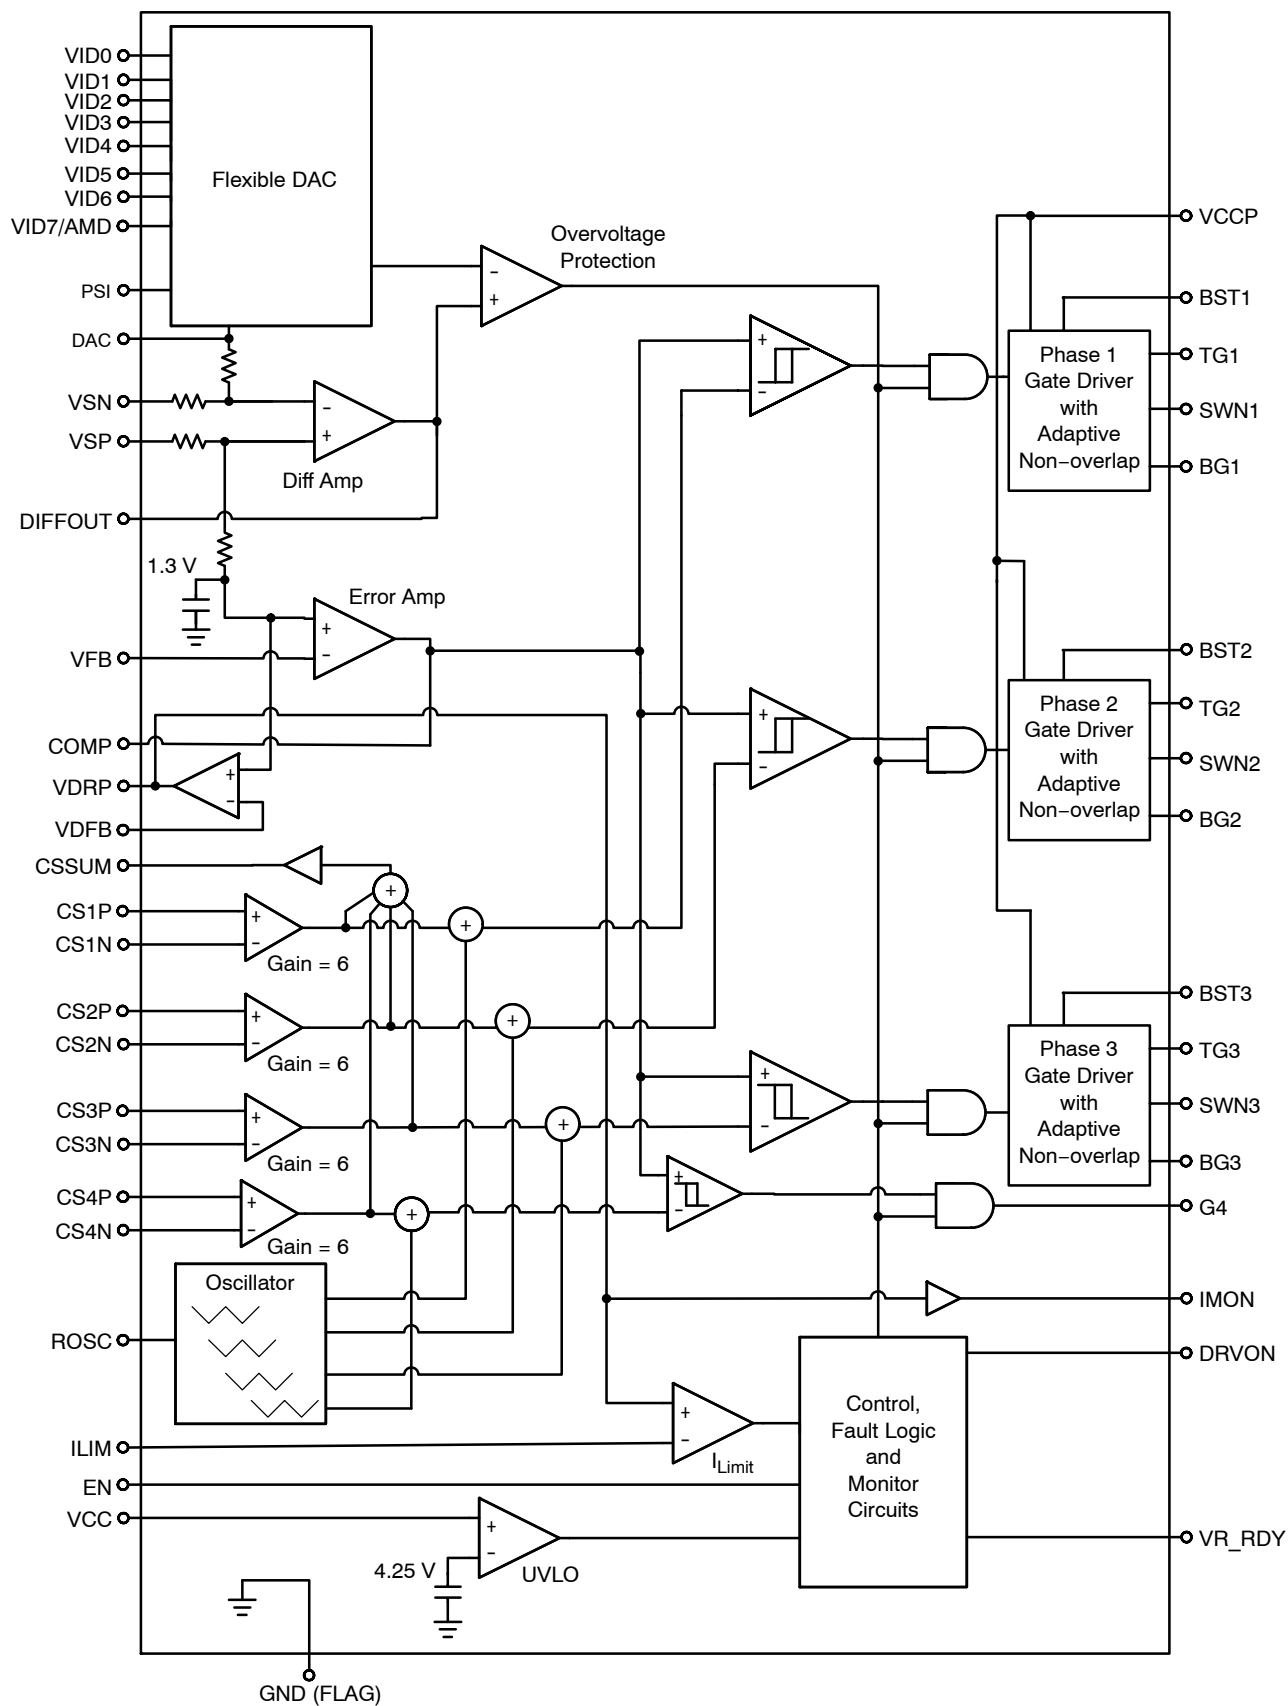 VID0
VID1
VID2
VID3
VID4
VID5
VID6
VID7/AMD
PSI
DAC
VSN
VSP
DIFFOUT
VFB
COMP
VDRP
VDFB
CSSUM
CS1P
CS1N
CS2P
CS2N
CS3P
CS3N
CS4P
CS4N
ROSC
ILIM
EN
VCC
GND (FLAG)
Flexible DAC
Overvoltage
Protection
-
+
-
+
Diff Amp
1.3 V
Error Amp
+
-
+
-
+
+
-
Gain = 6
+
+
-
Gain = 6
+
+
-
Gain = 6
+
+
-
Gain = 6
+
Oscillator
+
-
+
-
+
-
+
-
+
-
ILimit
+
-
4.25 V
UVLO
Control,
Fault Logic
and
Monitor
Circuits
Phase 1
Gate Driver
with
Adaptive
Non-overlap
Phase 2
Gate Driver
with
Adaptive
Non-overlap
Phase 3
Gate Driver
with
Adaptive
Non-overlap
VCCP
BST1
TG1
SWN1
BG1
BST2
TG2
SWN2
BG2
BST3
TG3
SWN3
BG3
G4
IMON
DRVON
VR_RDY